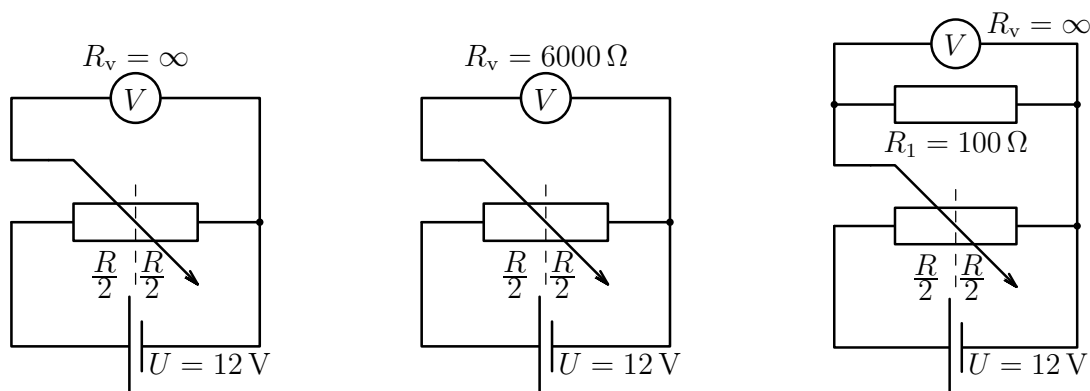 R_v = ∞
V
R/2 R/2
U = 12 V
R_v = 6000 Ω
V
R/2 R/2
U = 12 V
R_v = ∞
V
R_1 = 100 Ω
R/2 R/2
U = 12 V